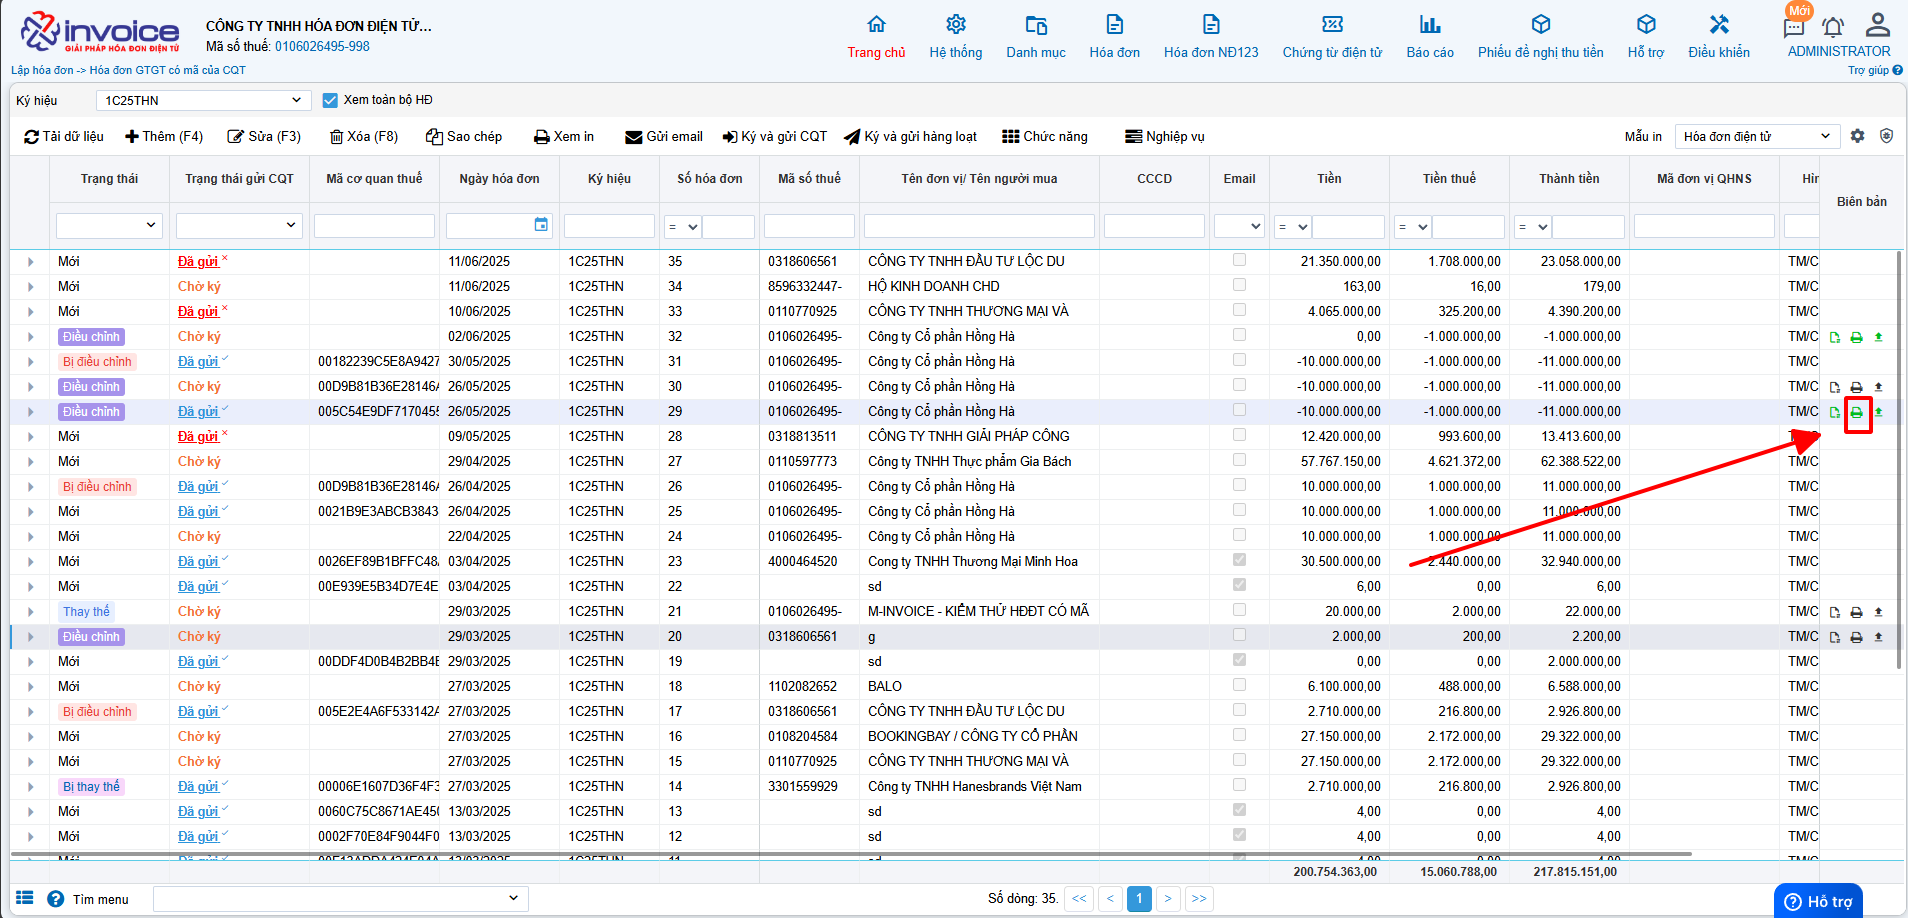 invoice
GIẢI PHÁP HÓA ĐƠN ĐIỆN TỬ
CÔNG TY TNHH HÓA ĐƠN ĐIỆN TỬ...
Mã số thuế: 0106026495-998
Trang chủ Hệ thống Danh mục Hóa đơn Hóa đơn NĐ123 Chứng từ điện tử Báo cáo Phiếu đề nghị thu tiền Hỗ trợ Điều khiển Mới ADMINISTRATOR
Lập hóa đơn -> Hóa đơn GTGT có mã của CQT
Trợ giúp
Ký hiệu 1C25THN Xem toàn bộ HĐ
Tải dữ liệu Thêm (F4) Sửa (F3) Xóa (F8) Sao chép Xem in Gửi email Ký và gửi CQT Ký và gửi hàng loạt Chức năng Nghiệp vụ Mẫu in Hóa đơn điện tử
Trạng thái Trạng thái gửi CQT Mã cơ quan thuế Ngày hóa đơn Ký hiệu Số hóa đơn Mã số thuế Tên đơn vị/ Tên người mua CCCD Email Tiền Tiền thuế Thành tiền Mã đơn vị QHNS Hìn Biên bản
= = = =
Mới Đã gửi 11/06/2025 1C25THN 35 0318606561 CÔNG TY TNHH ĐẦU TƯ LỘC DU 21.350.000,00 1.708.000,00 23.058.000,00 TM/C
Mới Chờ ký 11/06/2025 1C25THN 34 8596332447- HỘ KINH DOANH CHD 163,00 16,00 179,00 TM/C
Mới Đã gửi 10/06/2025 1C25THN 33 0110770925 CÔNG TY TNHH THƯƠNG MẠI VÀ 4.065.000,00 325.200,00 4.390.200,00 TM/C
Điều chỉnh Chờ ký 02/06/2025 1C25THN 32 0106026495- Công ty Cổ phần Hồng Hà 0,00 -1.000.000,00 -1.000.000,00 TM/C
Bị điều chỉnh Đã gửi 00182239C5E8A9427 30/05/2025 1C25THN 31 0106026495- Công ty Cổ phần Hồng Hà -10.000.000,00 -1.000.000,00 -11.000.000,00 TM/C
Điều chỉnh Chờ ký 00D9B81B36E28146A 26/05/2025 1C25THN 30 0106026495- Công ty Cổ phần Hồng Hà -10.000.000,00 -1.000.000,00 -11.000.000,00 TM/C
Điều chỉnh Đã gửi 005C54E9DF7170455 26/05/2025 1C25THN 29 0106026495- Công ty Cổ phần Hồng Hà -10.000.000,00 -1.000.000,00 -11.000.000,00 TM/C
Mới Đã gửi 09/05/2025 1C25THN 28 0318813511 CÔNG TY TNHH GIẢI PHÁP CÔNG 12.420.000,00 993.600,00 13.413.600,00 TM/C
Mới Chờ ký 29/04/2025 1C25THN 27 0110597773 Công ty TNHH Thực phẩm Gia Bách 57.767.150,00 4.621.372,00 62.388.522,00 TM/C
Bị điều chỉnh Đã gửi 00D9B81B36E28146A 26/04/2025 1C25THN 26 0106026495- Công ty Cổ phần Hồng Hà 10.000.000,00 1.000.000,00 11.000.000,00 TM/C
Mới Đã gửi 0021B9E3ABCB3843 26/04/2025 1C25THN 25 0106026495- Công ty Cổ phần Hồng Hà 10.000.000,00 1.000.000,00 11.000.000,00 TM/C
Mới Chờ ký 22/04/2025 1C25THN 24 0106026495- Công ty Cổ phần Hồng Hà 10.000.000,00 1.000.000,00 11.000.000,00 TM/C
Mới Đã gửi 0026EF89B1BFFC48 03/04/2025 1C25THN 23 4000464520 Cong ty TNHH Thương Mại Minh Hoa 30.500.000,00 2.440.000,00 32.940.000,00 TM/C
Mới Đã gửi 00E939E5B34D7E4E 03/04/2025 1C25THN 22 sd 6,00 0,00 6,00 TM/C
Thay thế Chờ ký 29/03/2025 1C25THN 21 0106026495- M-INVOICE - KIỂM THỬ HĐĐT CÓ MÃ 20.000,00 2.000,00 22.000,00 TM/C
Điều chỉnh Chờ ký 29/03/2025 1C25THN 20 0318606561 g 2.000,00 200,00 2.200,00 TM/C
Mới Đã gửi 00DDF4D0B4B2BB4E 29/03/2025 1C25THN 19 sd 0,00 0,00 2.000.000,00 TM/C
Mới Chờ ký 27/03/2025 1C25THN 18 1102082652 BALO 6.100.000,00 488.000,00 6.588.000,00 TM/C
Bị điều chỉnh Đã gửi 005E2E4A6F533142A 27/03/2025 1C25THN 17 0318606561 CÔNG TY TNHH ĐẦU TƯ LỘC DU 2.710.000,00 216.800,00 2.926.800,00 TM/C
Mới Chờ ký 27/03/2025 1C25THN 16 0108204584 BOOKINGBAY / CÔNG TY CỔ PHẦN 27.150.000,00 2.172.000,00 29.322.000,00 TM/C
Mới Chờ ký 27/03/2025 1C25THN 15 0110770925 CÔNG TY TNHH THƯƠNG MẠI VÀ 27.150.000,00 2.172.000,00 29.322.000,00 TM/C
Bị thay thế Đã gửi 00006E1607D36F4F3 27/03/2025 1C25THN 14 3301559929 Công ty TNHH Hanesbrands Việt Nam 2.710.000,00 216.800,00 2.926.800,00 TM/C
Mới Đã gửi 0060C75C8671AE450 13/03/2025 1C25THN 13 sd 4,00 0,00 4,00 TM/C
Mới Đã gửi 0002F70E84F9044F0 13/03/2025 1C25THN 12 sd 4,00 0,00 4,00 TM/C
200.754.363,00 15.060.788,00 217.815.151,00
Tìm menu Số dòng: 35. << < 1 > >> Hỗ trợ